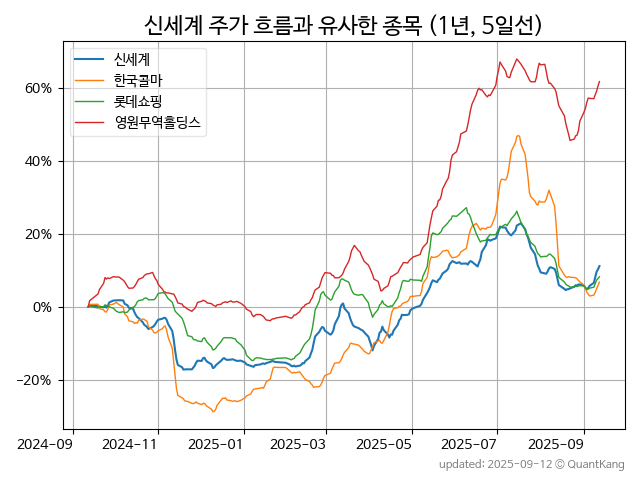 신세계 주가 흐름과 유사한 종목 (1년, 5일선)
신세계
한국콜마
롯데쇼핑
영원무역홀딩스
60%
40%
20%
0%
−20%
2024-09 2024-11 2025-01 2025-03 2025-05 2025-07 2025-09
updated: 2025-09-12 © QuantKang